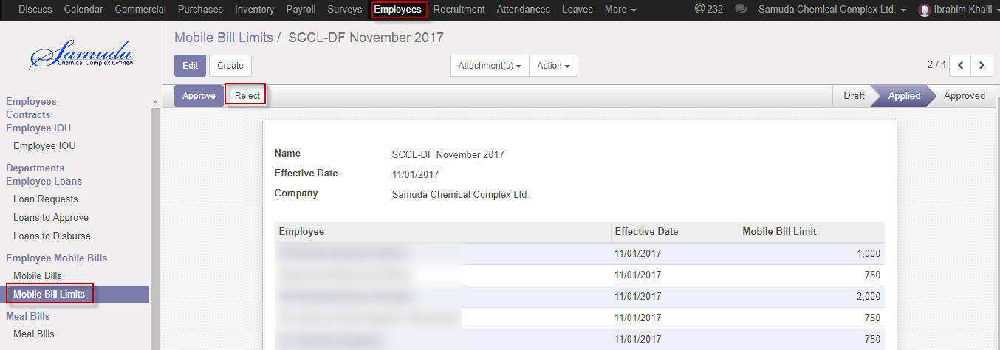 Discuss Calendar Commercial Purchases Inventory Payroll Surveys Employees Recruitment Attendances Leaves More @ 232 Samuda Chemical Complex Ltd. Ibrahim Khalil
Samuda
Chemical Complex Limited
Mobile Bill Limits / SCCL-DF November 2017
Edit Create Attachment(s) Action 2 / 4
Approve Reject Draft Applied Approved
Employees
Contracts
Employee IOU
Employee IOU
Departments
Employee Loans
Loan Requests
Loans to Approve
Loans to Disburse
Employee Mobile Bills
Mobile Bills
Mobile Bill Limits
Meal Bills
Meal Bills
Name SCCL-DF November 2017
Effective Date 11/01/2017
Company Samuda Chemical Complex Ltd.
Employee Effective Date Mobile Bill Limit
11/01/2017 1,000
11/01/2017 750
11/01/2017 2,000
11/01/2017 750
11/01/2017 750